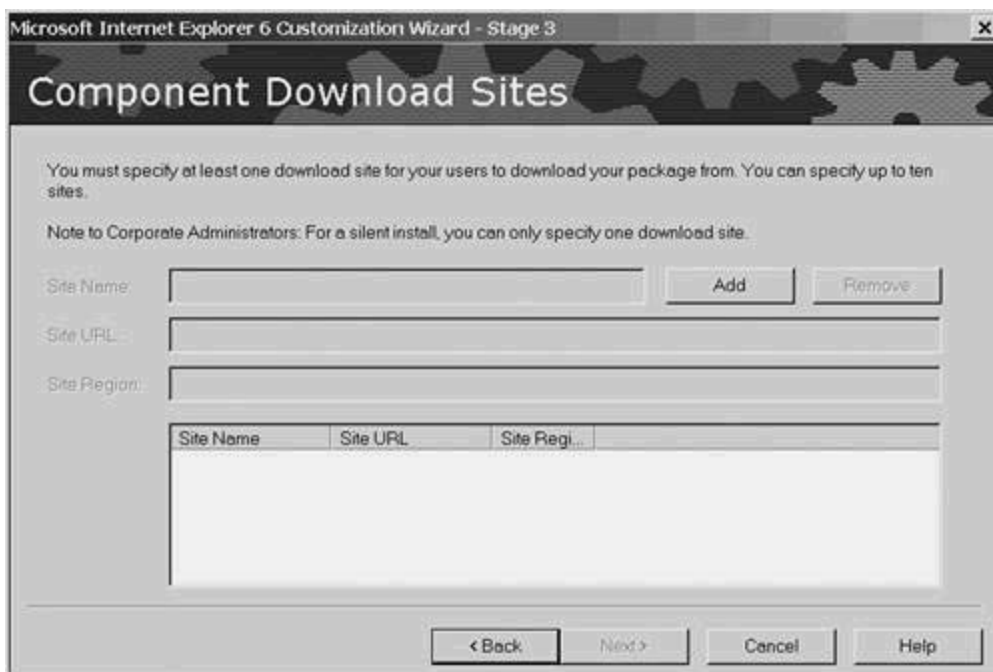 Microsoft Internet Explorer 6 Customization Wizard - Stage 3
Component Download Sites
You must specify at least one download site for your users to download your package from. You can specify up to ten
sites.
Note to Corporate Administrators: For a silent install, you can only specify one download site.
Site Name:
Add
Remove
Site URL:
Site Region:
Site Name Site URL Site Regi...
< Back
Next >
Cancel
Help